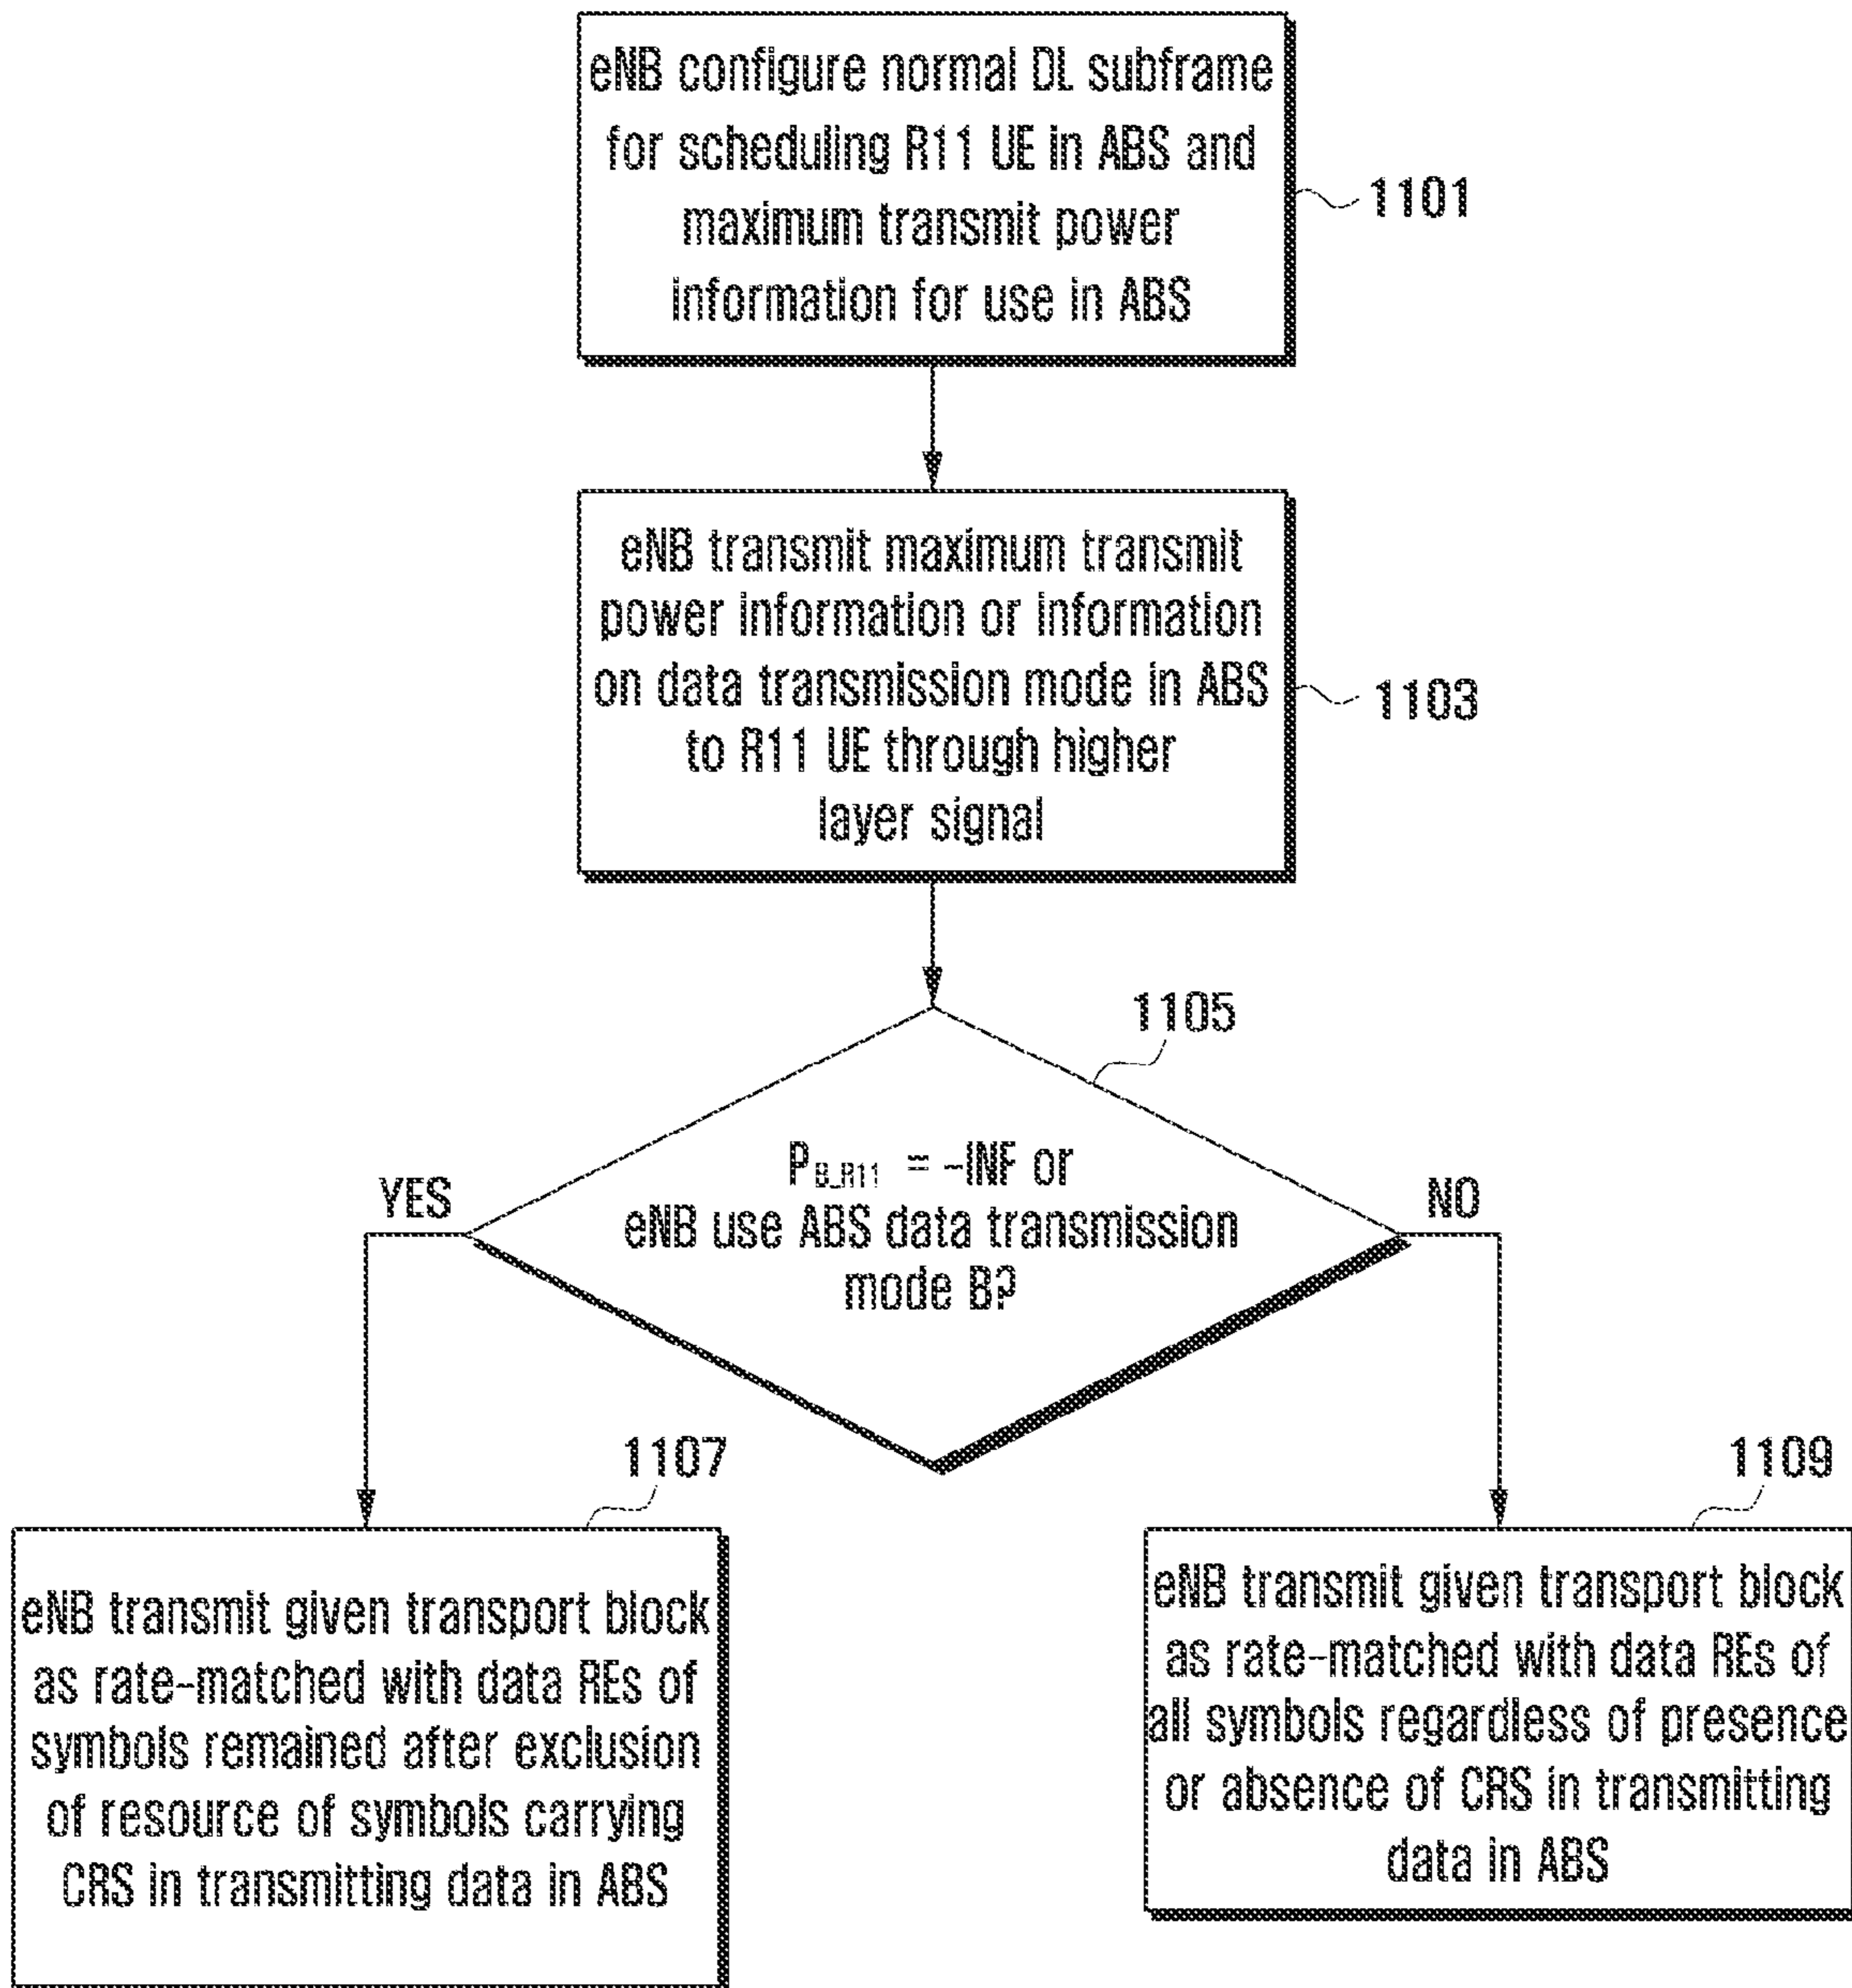 eNB configure normal DL subframe
for scheduling R11 UE in ABS and
maximum transmit power
information for use in ABS
1101
eNB transmit maximum transmit
power information or information
on data transmission mode in ABS
to R11 UE through higher
layer signal
1103
1105
P_B_R11 = -INF or
eNB use ABS data transmission
mode B?
YES
NO
1107
eNB transmit given transport block
as rate-matched with data REs of
symbols remained after exclusion
of resource of symbols carrying
CRS in transmitting data in ABS
1109
eNB transmit given transport block
as rate-matched with data REs of
all symbols regardless of presence
or absence of CRS in transmitting
data in ABS